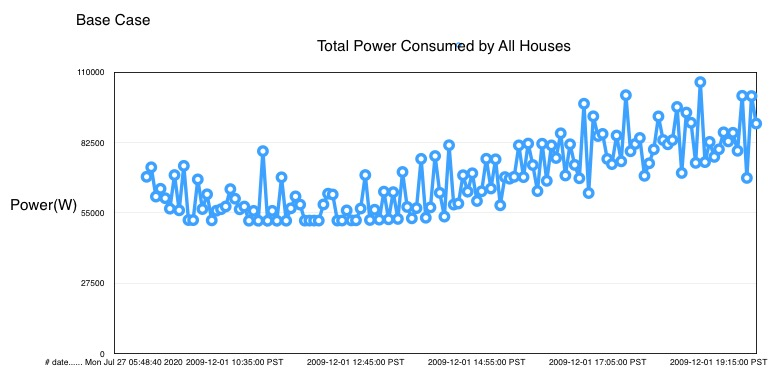 Base Case
Total Power Consumed by All Houses
110000
82500
Power(W)
55000
27500
0
# date...... Mon Jul 27 05:48:40 2020 2009-12-01 10:35:00 PST 2009-12-01 12:45:00 PST 2009-12-01 14:55:00 PST 2009-12-01 17:05:00 PST 2009-12-01 19:15:00 PST